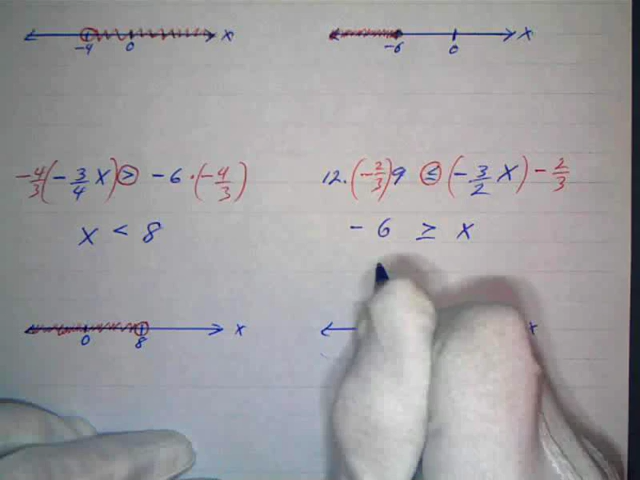 -4 0 x
-6 0 x
-4/3 (-3/4 x) > -6 · (-4/3)
x < 8
0 8 x
12. (-2/3) 9 ≤ (-3/2 x) -2/3
-6 ≥ x
x